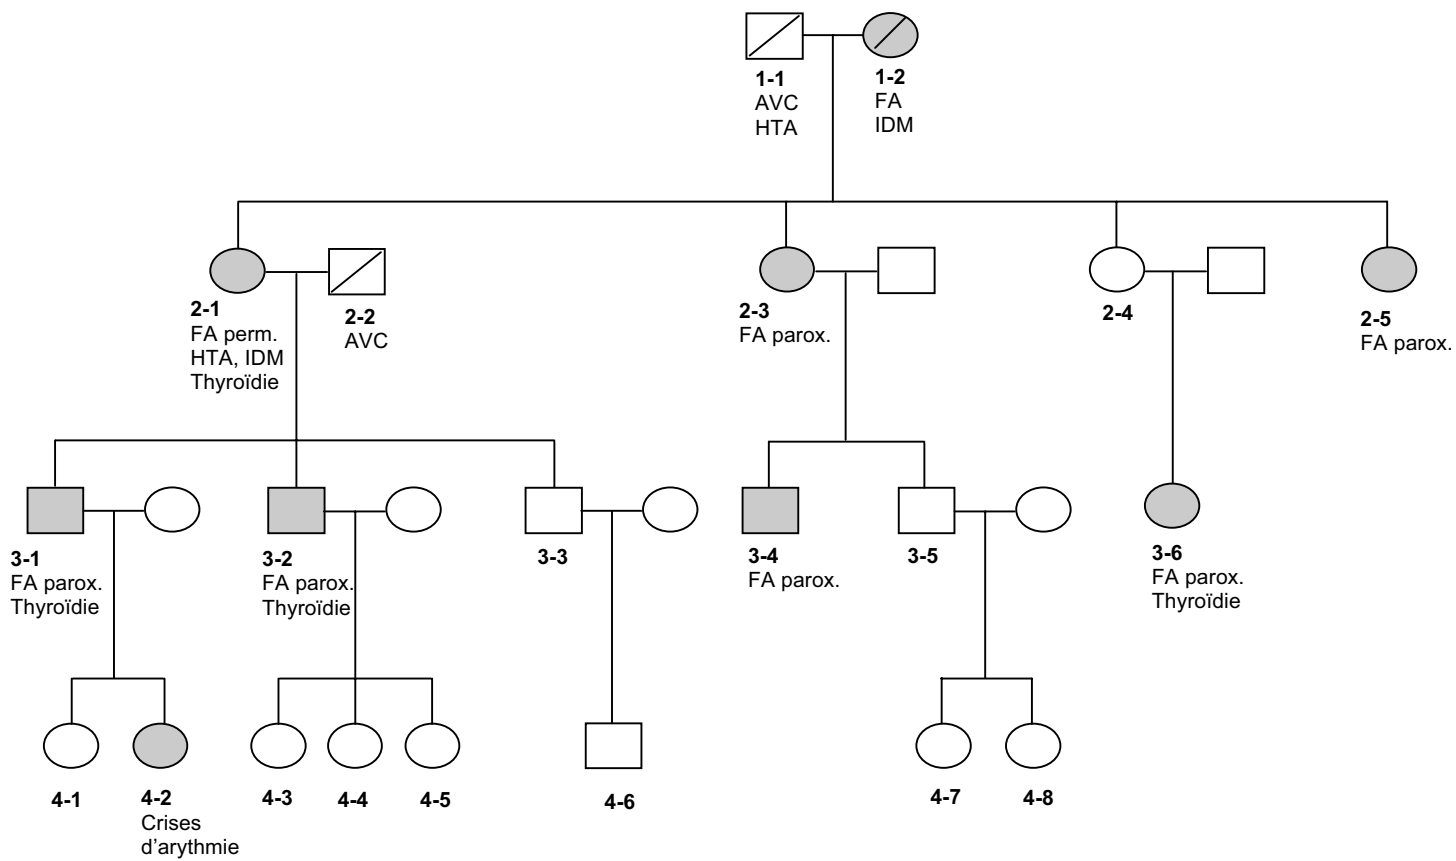 1-1
AVC
HTA
1-2
FA
IDM
2-1
FA perm.
HTA, IDM
Thyroïdie
2-2
AVC
2-3
FA parox.
2-4
2-5
FA parox.
3-1
FA parox.
Thyroïdie
3-2
FA parox.
Thyroïdie
3-3
3-4
FA parox.
3-5
3-6
FA parox.
Thyroïdie
4-1
4-2
Crises
d'arythmie
4-3
4-4
4-5
4-6
4-7
4-8